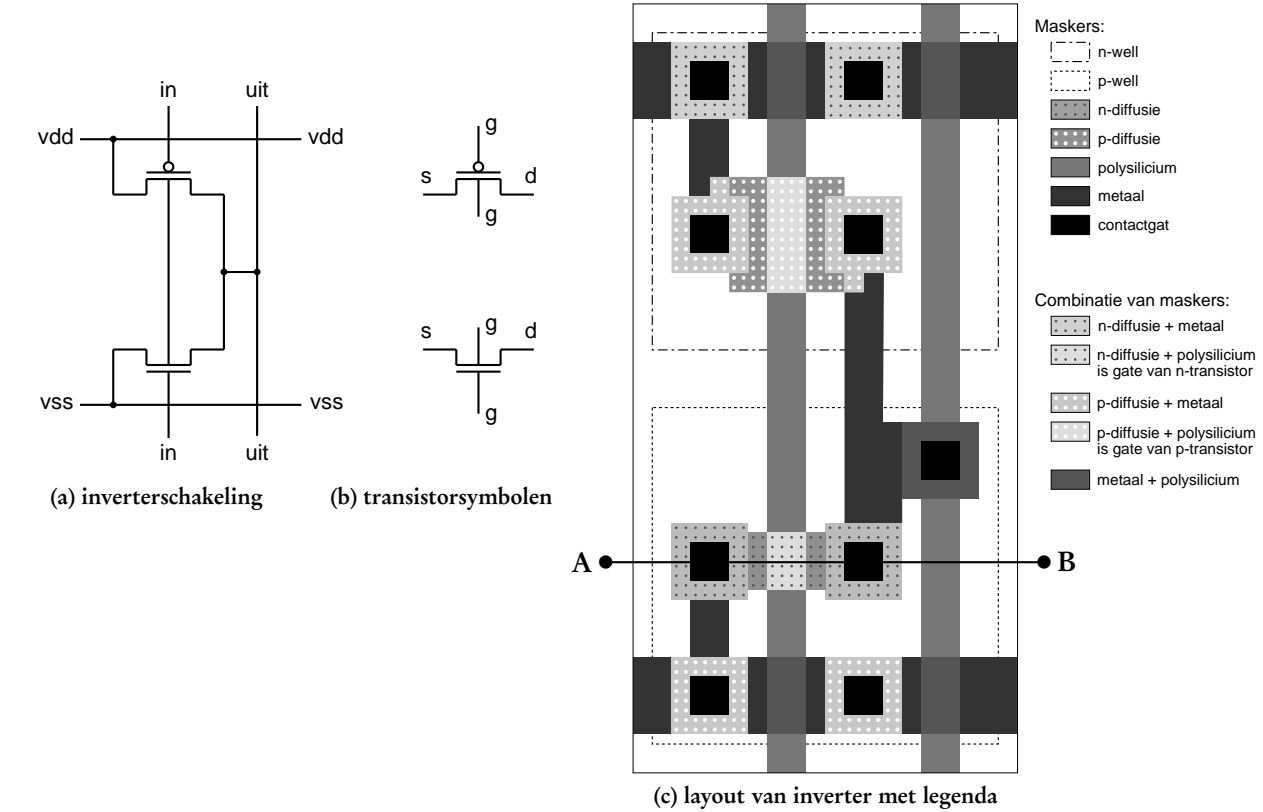 in uit
vdd vdd
vss vss
in uit
(a) inverterschakeling
g
s d
g
g
s d
g
(b) transistorsymbolen
A B
(c) layout van inverter met legenda
Maskers:
n-well
p-well
n-diffusie
p-diffusie
polysilicium
metaal
contactgat
Combinatie van maskers:
n-diffusie + metaal
n-diffusie + polysilicium
is gate van n-transistor
p-diffusie + metaal
p-diffusie + polysilicium
is gate van p-transistor
metaal + polysilicium